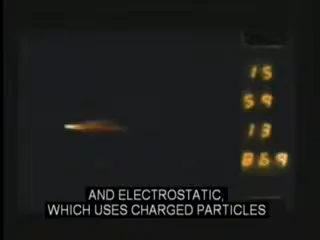 15
59
13
869
AND ELECTROSTATIC,
WHICH USES CHARGED PARTICLES